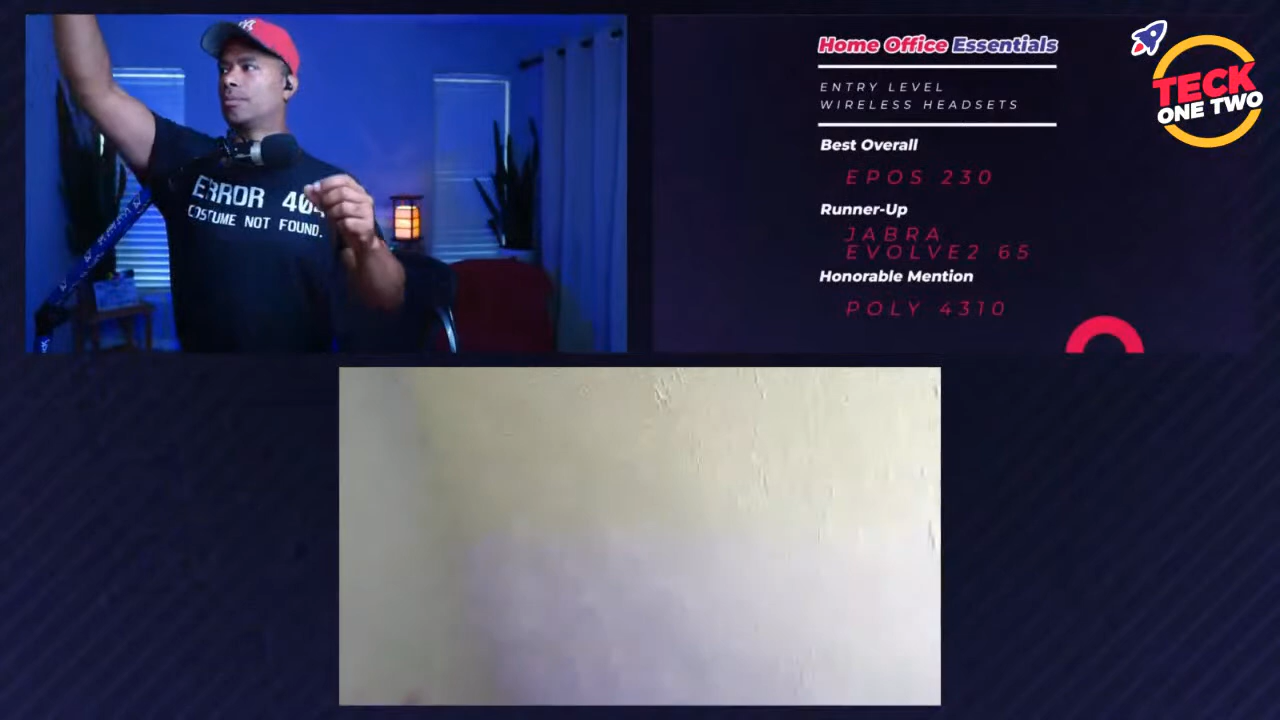 ERROR 404
COSTUME NOT FOUND.
Home Office Essentials
ENTRY LEVEL
WIRELESS HEADSETS
Best Overall
EPOS 230
Runner-Up
JABRA
EVOLVE2 65
Honorable Mention
POLY 4310
TECK
ONE TWO